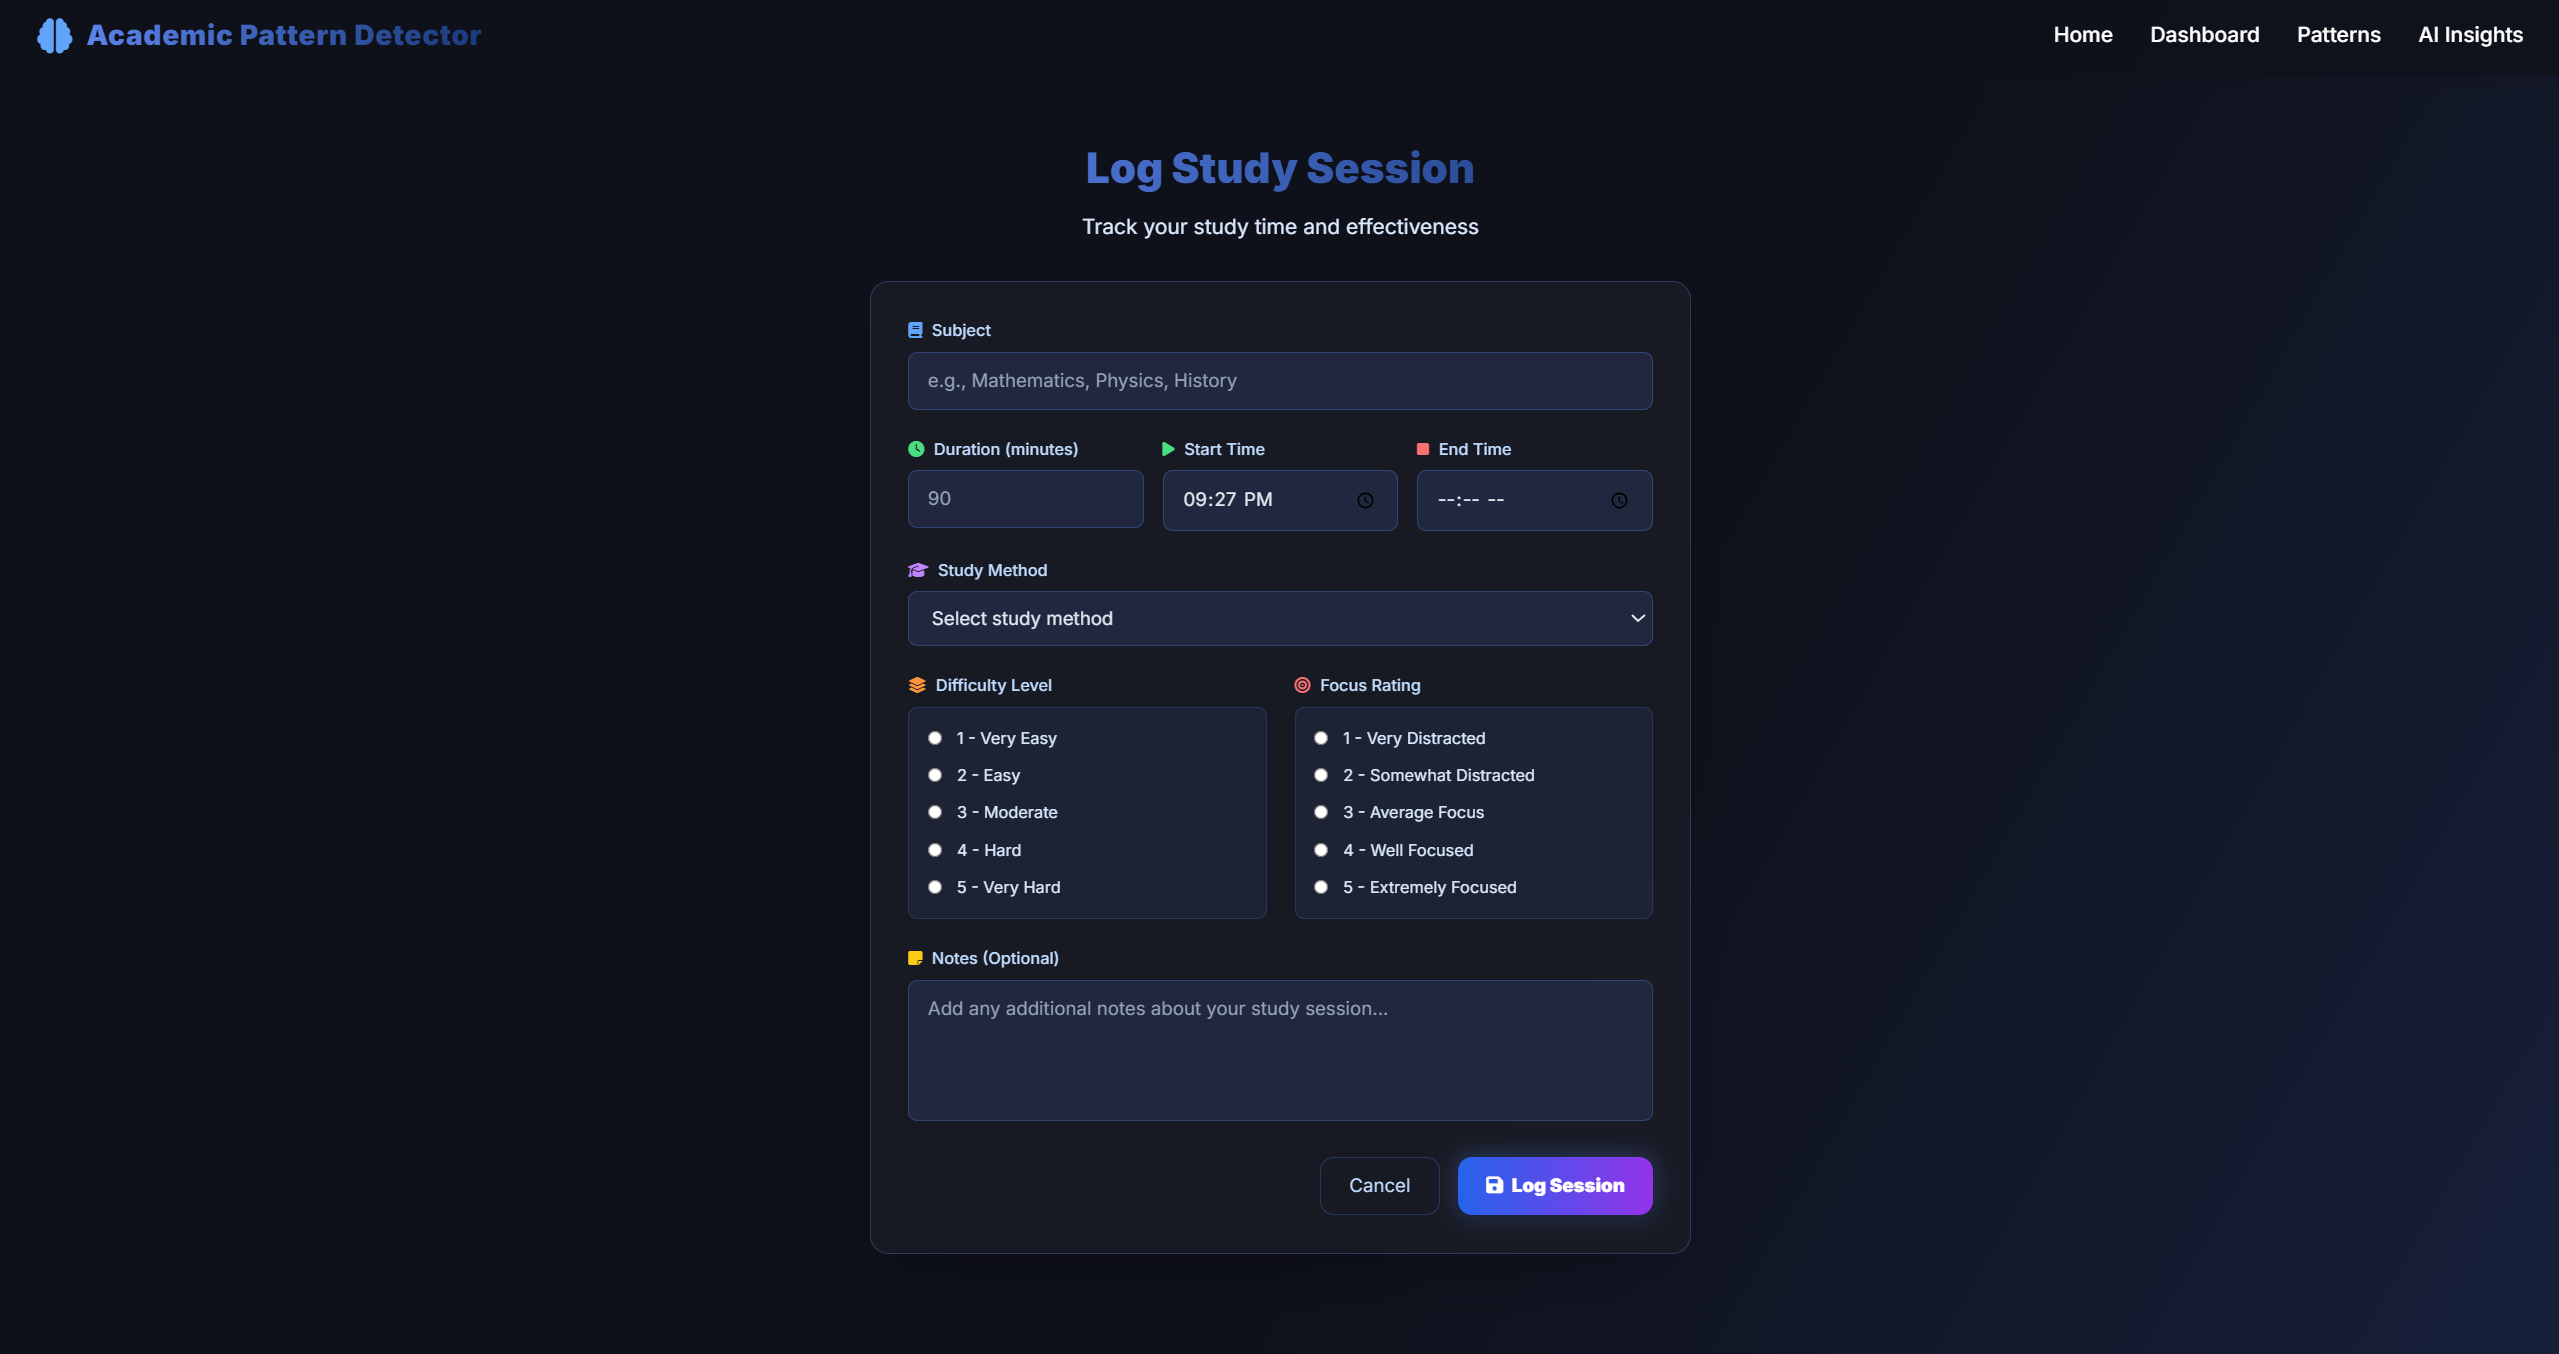 Academic Pattern Detector
Home Dashboard Patterns AI Insights
Log Study Session
Track your study time and effectiveness
Subject
e.g., Mathematics, Physics, History
Duration (minutes) Start Time End Time
90 09:27 PM --:-- --
Study Method
Select study method
Difficulty Level
1 - Very Easy
2 - Easy
3 - Moderate
4 - Hard
5 - Very Hard
Focus Rating
1 - Very Distracted
2 - Somewhat Distracted
3 - Average Focus
4 - Well Focused
5 - Extremely Focused
Notes (Optional)
Add any additional notes about your study session...
Cancel Log Session